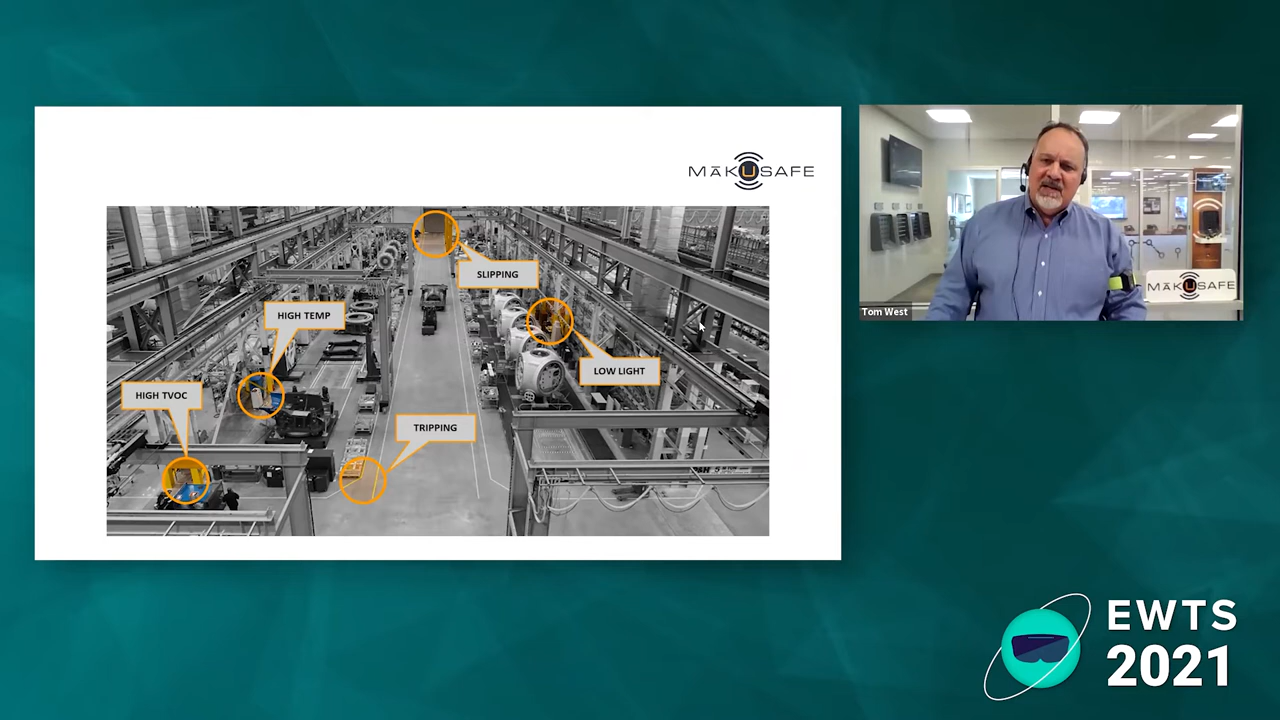 MĀKUSAFE
SLIPPING
HIGH TEMP
LOW LIGHT
HIGH TVOC
TRIPPING
Tom West
MĀKUSAFE
EWTS
2021